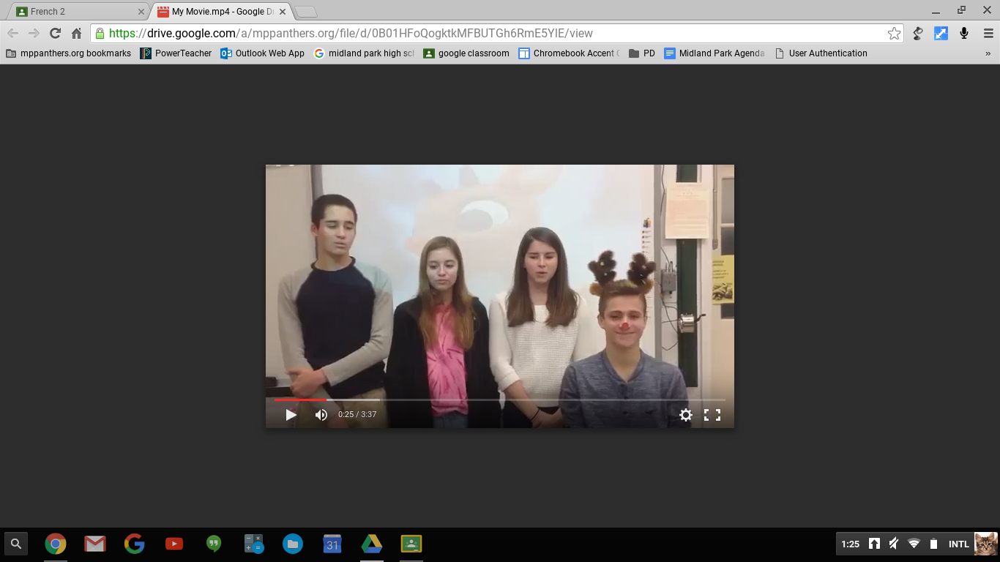 French 2
My Movie.mp4 - Google D
https://drive.google.com/a/mppanthers.org/file/d/0B01HFoQogktkMFBUTGh6RmE5YlE/view
mppanthers.org bookmarks PowerTeacher Outlook Web App midland park high sc google classroom Chromebook Accent PD Midland Park Agenda User Authentication »
0:25 / 3:37
31
1:25 INTL